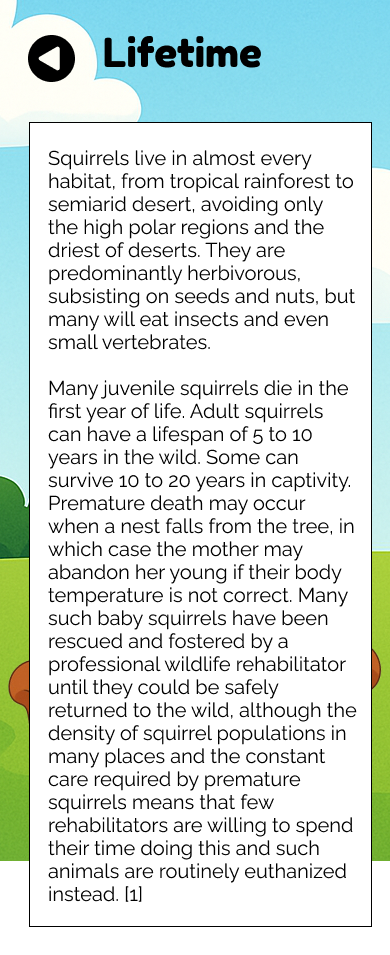 Lifetime
Squirrels live in almost every
habitat, from tropical rainforest to
semiarid desert, avoiding only
the high polar regions and the
driest of deserts. They are
predominantly herbivorous,
subsisting on seeds and nuts, but
many will eat insects and even
small vertebrates.
Many juvenile squirrels die in the
first year of life. Adult squirrels
can have a lifespan of 5 to 10
years in the wild. Some can
survive 10 to 20 years in captivity.
Premature death may occur
when a nest falls from the tree, in
which case the mother may
abandon her young if their body
temperature is not correct. Many
such baby squirrels have been
rescued and fostered by a
professional wildlife rehabilitator
until they could be safely
returned to the wild, although the
density of squirrel populations in
many places and the constant
care required by premature
squirrels means that few
rehabilitators are willing to spend
their time doing this and such
animals are routinely euthanized
instead. [1]